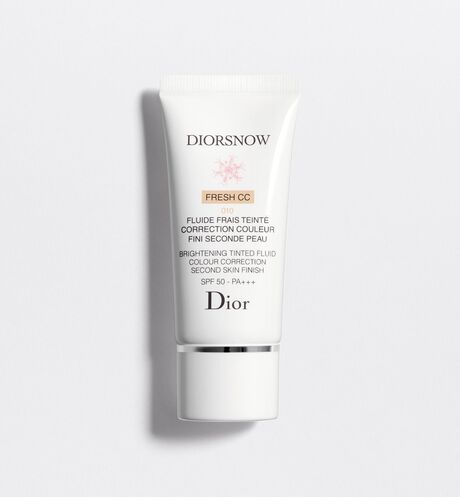 DIORSNOW
FRESH CC
010
FLUIDE FRAIS TEINTÉ
CORRECTION COULEUR
FINI SECONDE PEAU
BRIGHTENING TINTED FLUID
COLOUR CORRECTION
SECOND SKIN FINISH
SPF 50 - PA+++
Dior